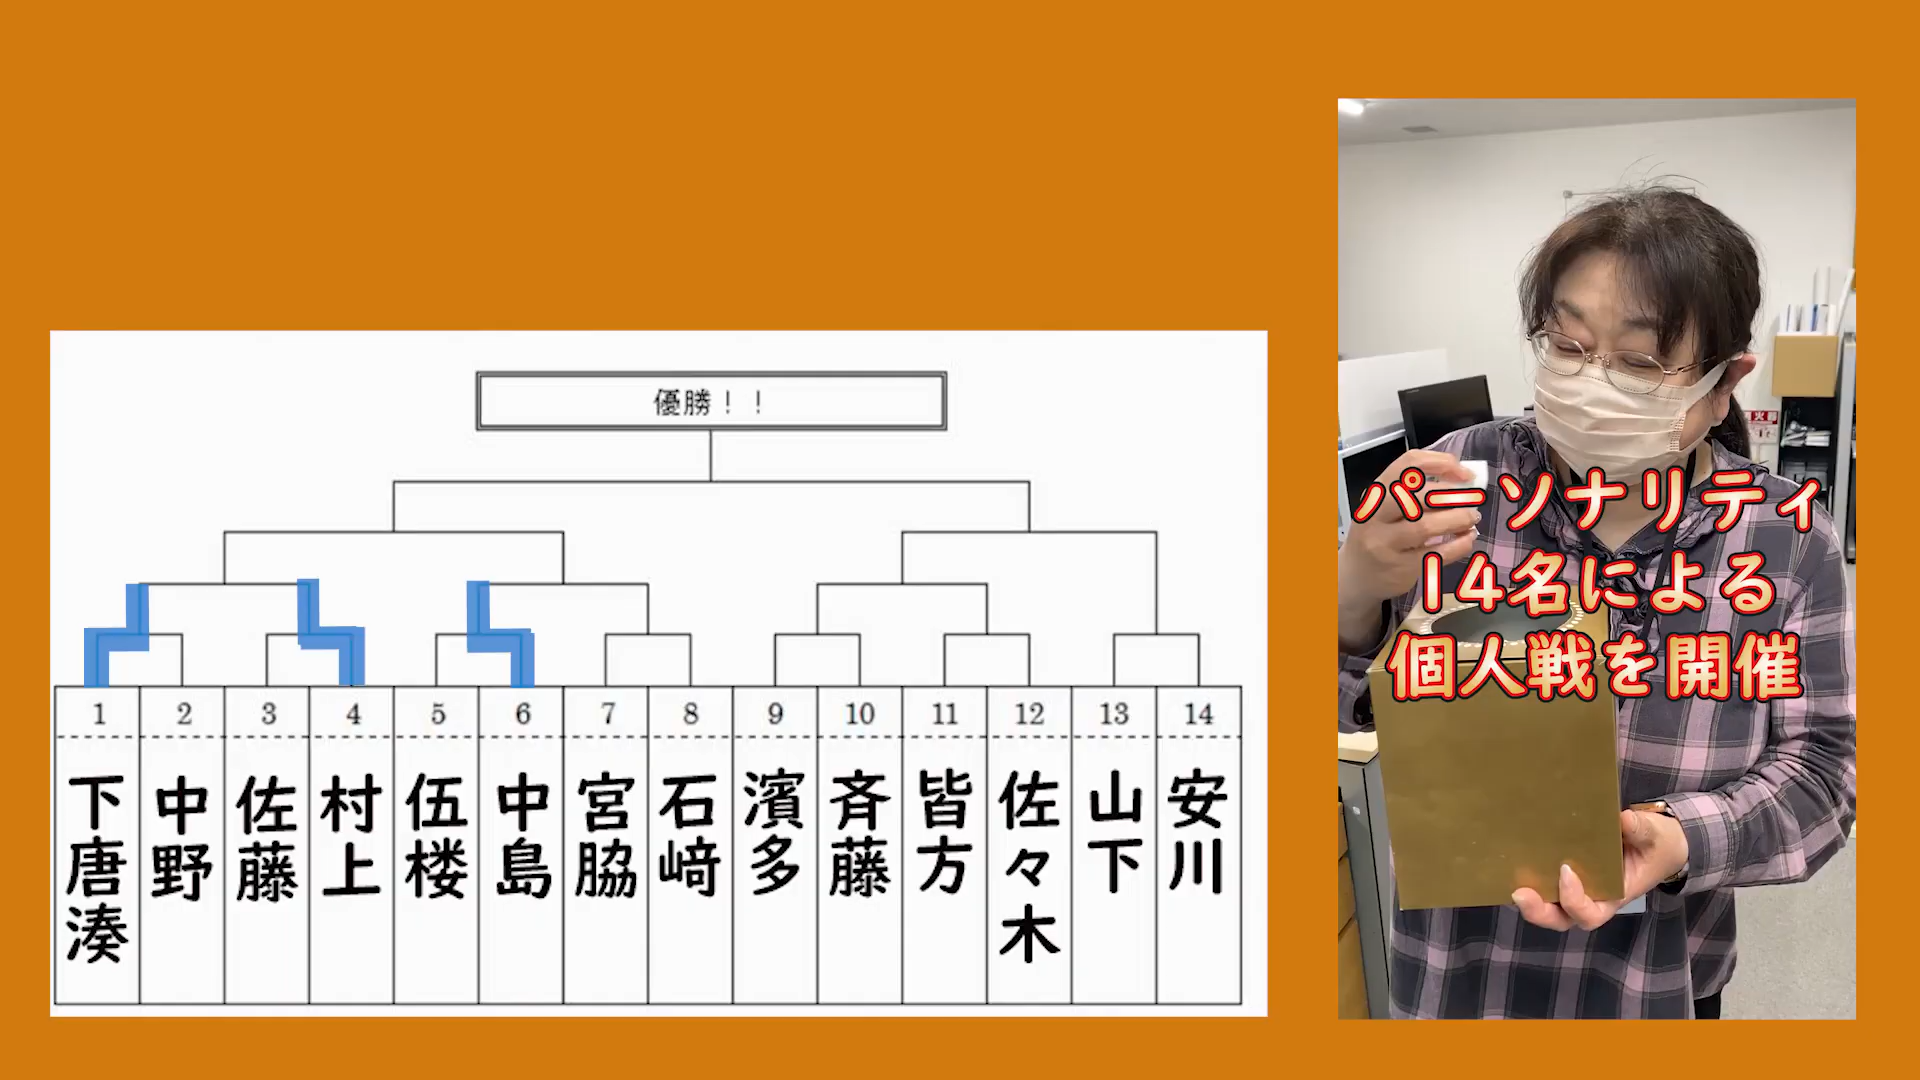 優勝！！
1 2 3 4 5 6 7 8 9 10 11 12 13 14
下唐湊
中野
佐藤
村上
伍楼
中島
宮脇
石﨑
濱多
斉藤
皆方
佐々木
山下
安川
パーソナリティ
14名による
個人戦を開催